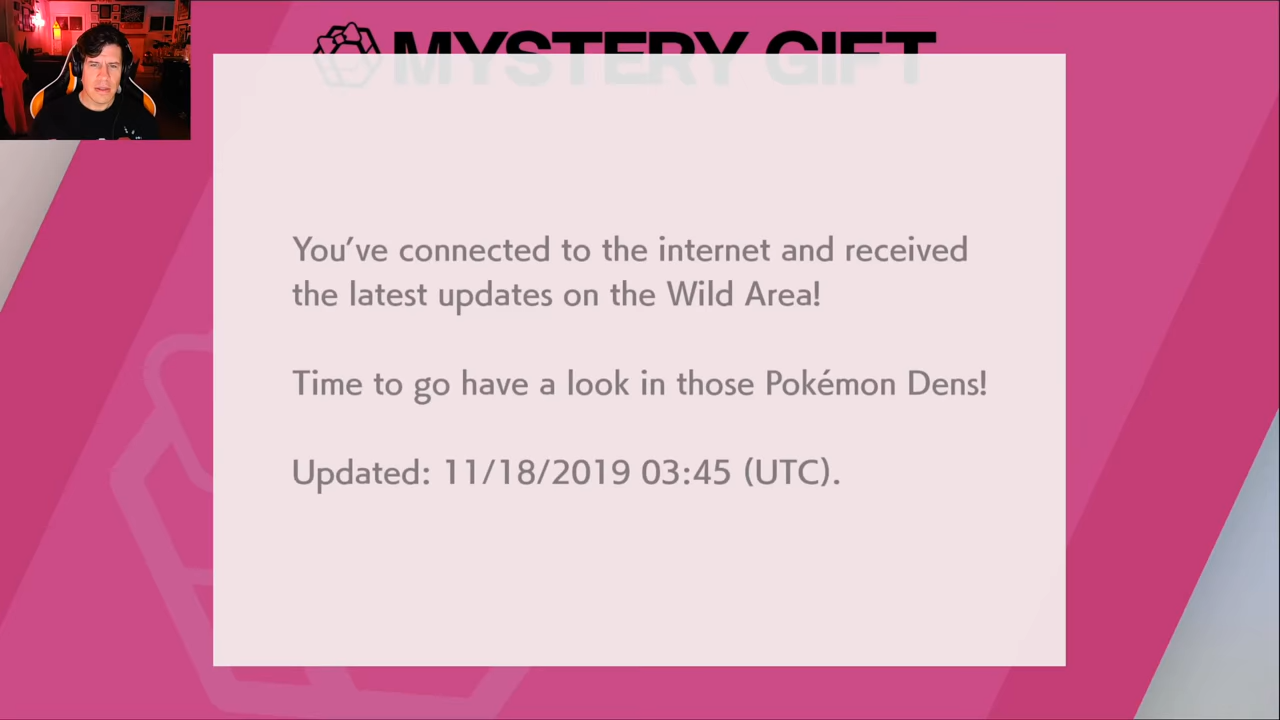 MYSTERY GIFT
You've connected to the internet and received
the latest updates on the Wild Area!
Time to go have a look in those Pokémon Dens!
Updated: 11/18/2019 03:45 (UTC).